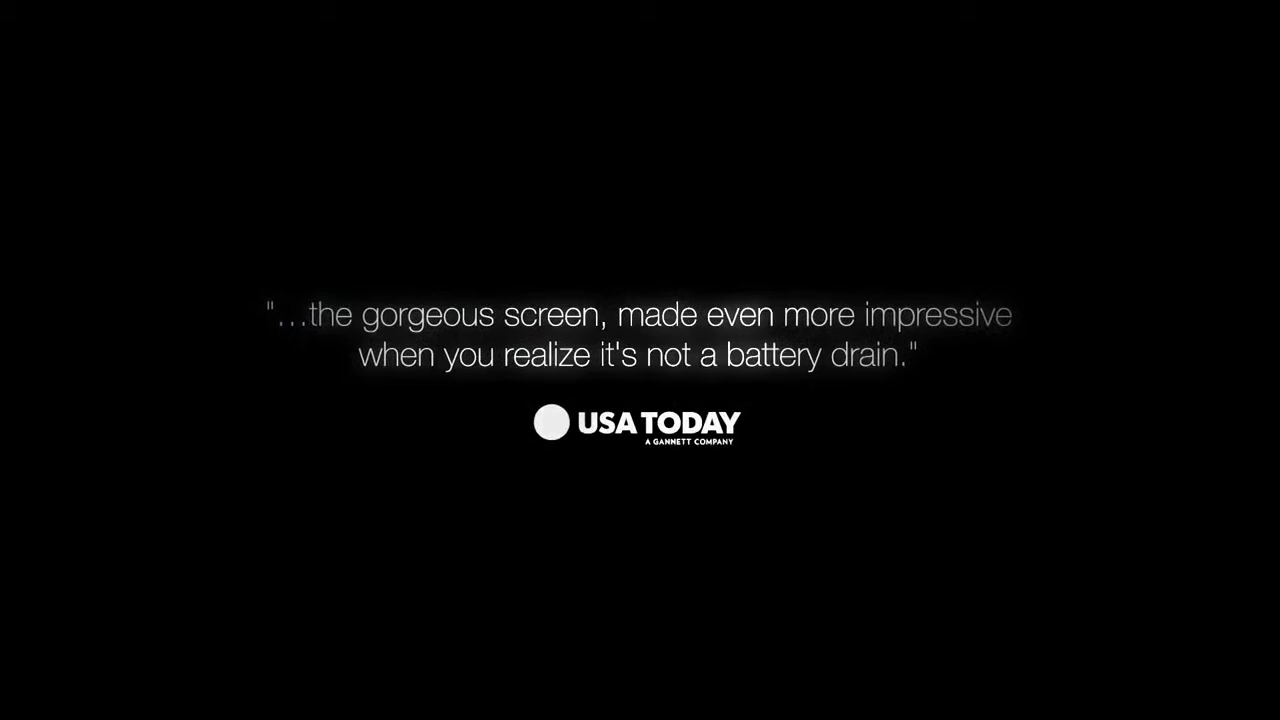 "...the gorgeous screen, made even more impressive
when you realize it's not a battery drain."
USA TODAY
A GANNETT COMPANY